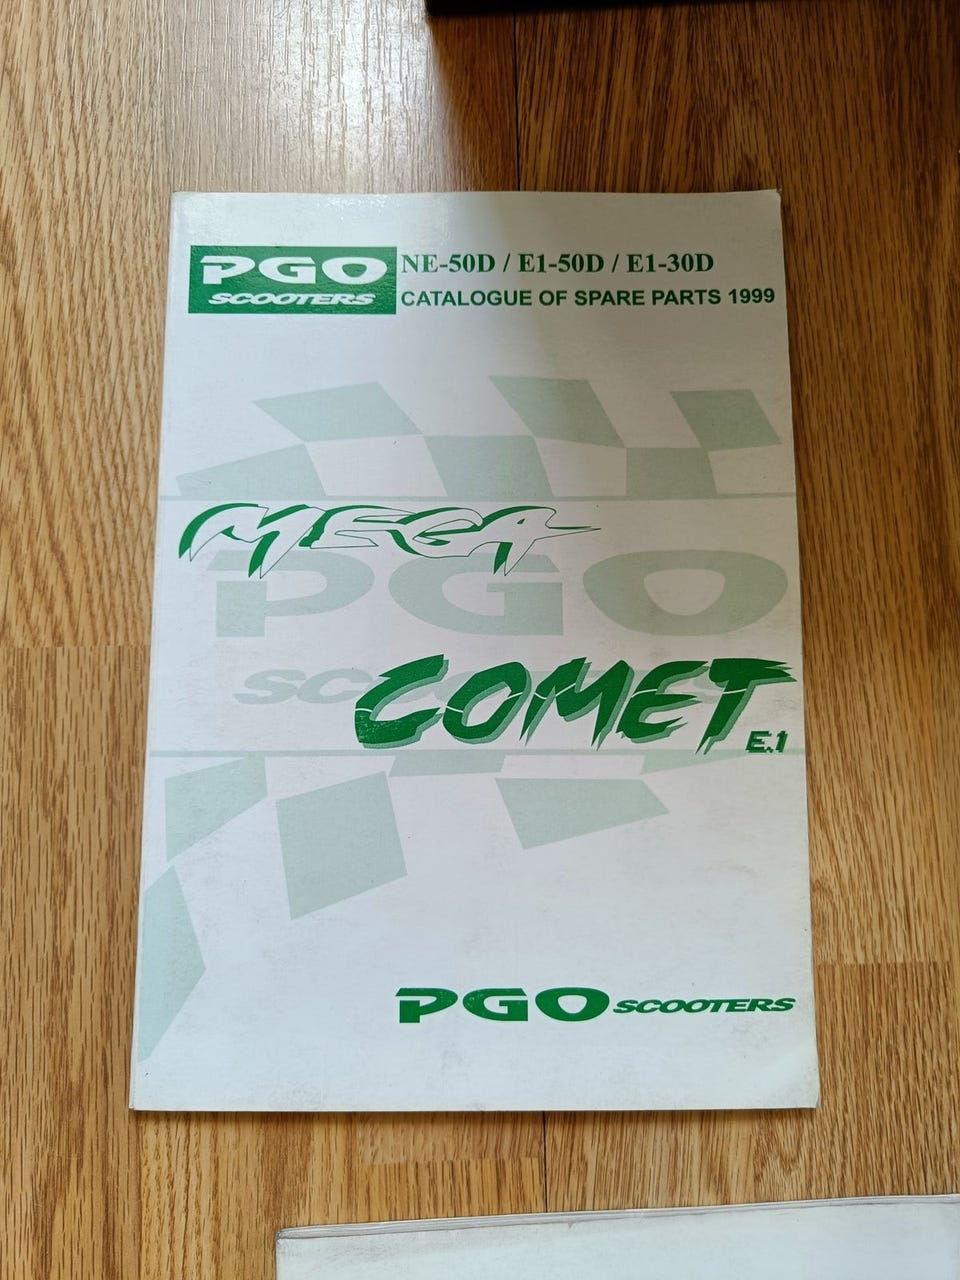 PGO
SCOOTERS
NE-50D / E1-50D / E1-30D
CATALOGUE OF SPARE PARTS 1999
MEGA
PGO
SCOOTERS
COMET
E.1
PGO SCOOTERS